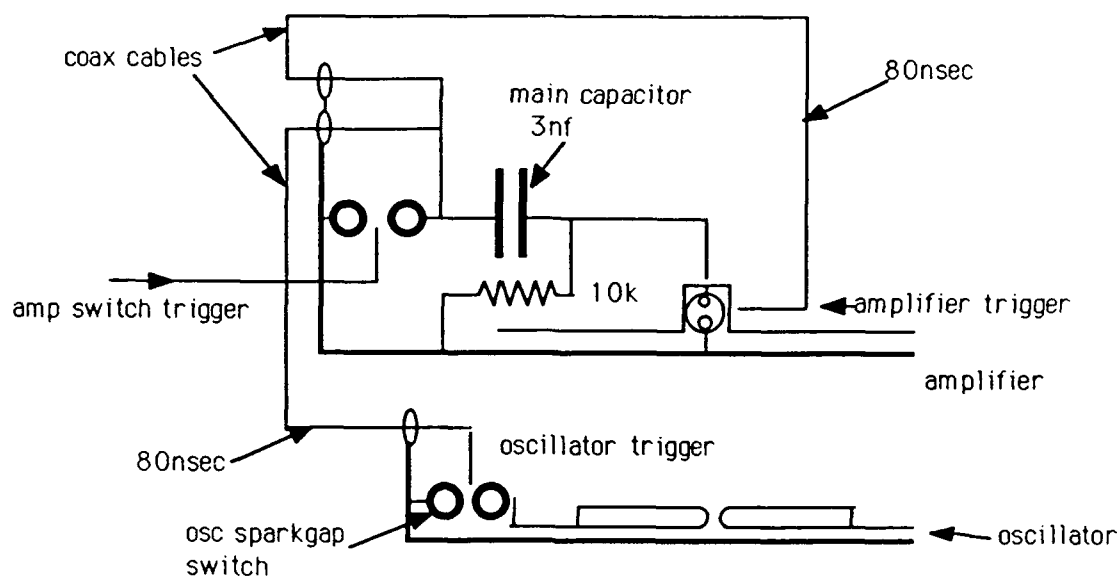 coax cables
80nsec
main capacitor
3nf
amp switch trigger
10k
amplifier trigger
amplifier
80nsec
oscillator trigger
osc sparkgap
switch
oscillator